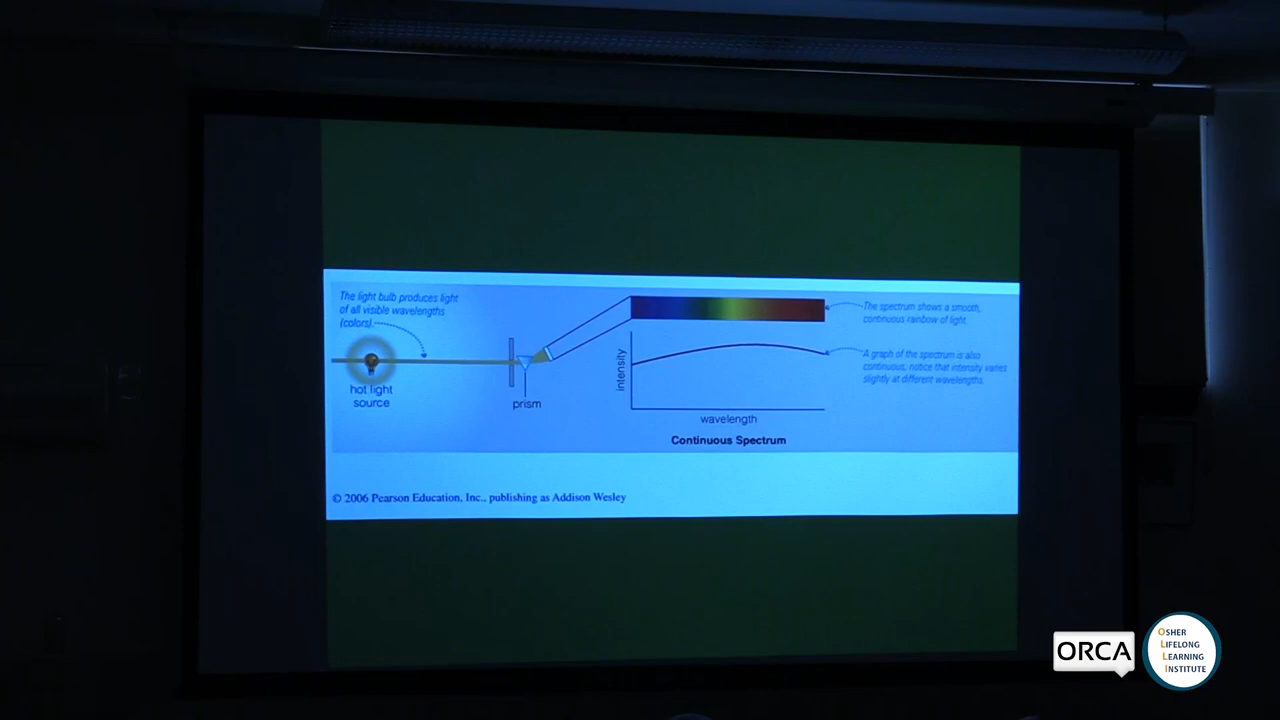 The light bulb produces light
of all visible wavelengths
(colors).
hot light
source
prism
intensity
wavelength
Continuous Spectrum
The spectrum shows a smooth,
continuous rainbow of light.
A graph of the spectrum is also
continuous; notice that intensity varies
slightly at different wavelengths.
© 2006 Pearson Education, Inc., publishing as Addison Wesley
ORCA
OSHER
LIFELONG
LEARNING
INSTITUTE